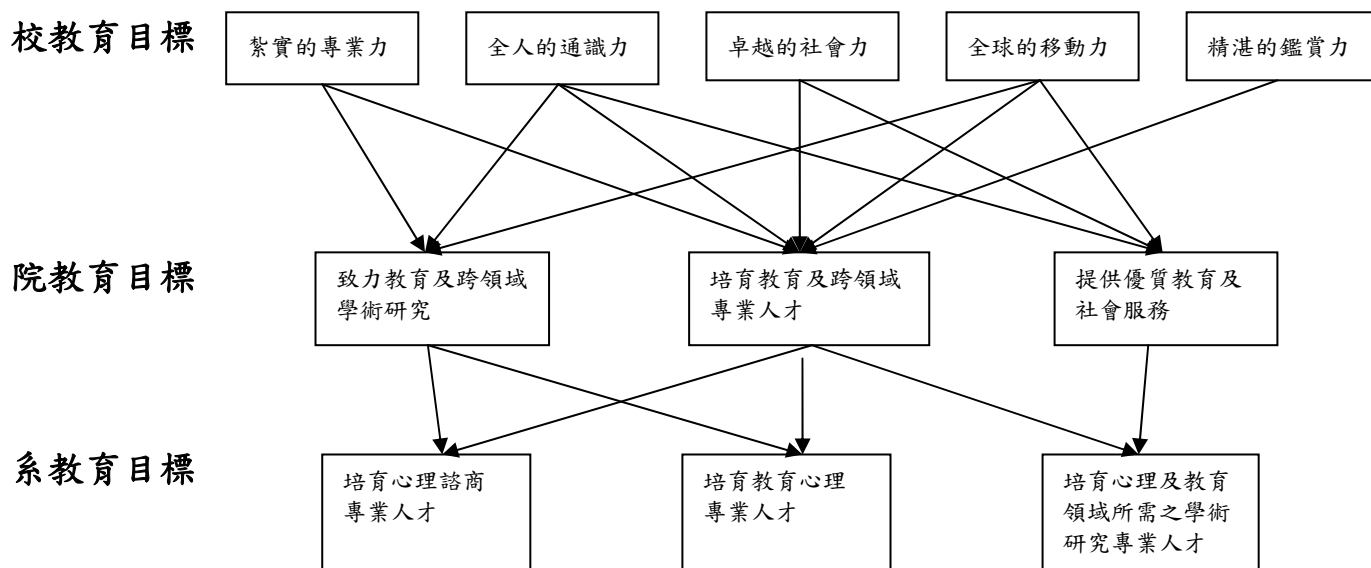 校教育目標
紮實的專業力
全人的通識力
卓越的社會力
全球的移動力
精湛的鑑賞力
院教育目標
致力教育及跨領域
學術研究
培育教育及跨領域
專業人才
提供優質教育及
社會服務
系教育目標
培育心理諮商
專業人才
培育教育心理
專業人才
培育心理及教育
領域所需之學術
研究專業人才